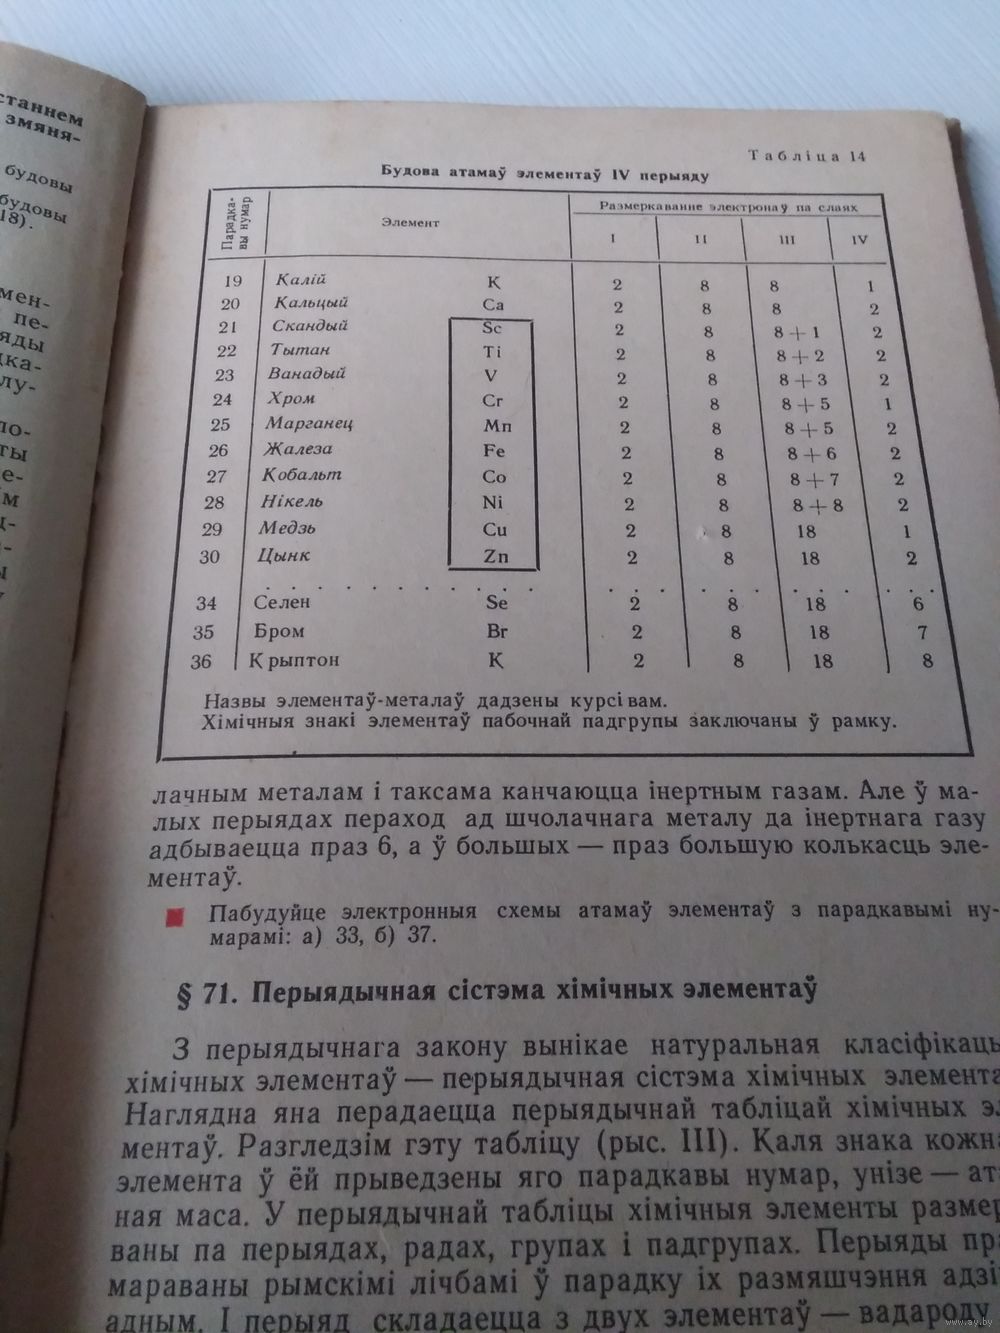 станнем
змяня-
будовы
будовы
18).
мен-
пе-
яды
ка-
лу-
Табліца 14
Будова атамаў элементаў IV перыяду
Парадка-
вы нумар
Элемент
Размеркаванне электронаў па слаях
I II III IV
19 Калій K 2 8 8 1
20 Кальцый Ca 2 8 8 2
21 Скандый Sc 2 8 8+1 2
22 Тытан Ti 2 8 8+2 2
23 Ванадый V 2 8 8+3 2
24 Хром Cr 2 8 8+5 1
25 Марганец Mn 2 8 8+5 2
26 Жалеза Fe 2 8 8+6 2
27 Кобальт Co 2 8 8+7 2
28 Нікель Ni 2 8 8+8 2
29 Медзь Cu 2 8 18 1
30 Цынк Zn 2 8 18 2
34 Селен Se 2 8 18 6
35 Бром Br 2 8 18 7
36 Крыптон K 2 8 18 8
Назвы элементаў-металаў дадзены курсівам.
Хімічныя знакі элементаў пабочнай падгрупы заключаны ў рамку.
лачным металам і таксама канчаюцца інертным газам. Але ў ма-
лых перыядах пераход ад шчолачнага металу да інертнага газу
адбываецца праз 6, а ў большых — праз большую колькасць эле-
ментаў.
Пабудуйце электронныя схемы атамаў элементаў з парадкавымі ну-
марамі: а) 33, б) 37.
§ 71. Перыядычная сістэма хімічных элементаў
З перыядычнага закону вынікае натуральная класіфікаць
хімічных элементаў — перыядычная сістэма хімічных элемента
Наглядна яна перадаецца перыядычнай табліцай хімічных э
ментаў. Разгледзім гэту табліцу (рыс. III). Каля знака кожна
элемента ў ёй прыведзены яго парадкавы нумар, унізе — ат
ная маса. У перыядычнай табліцы хімічныя элементы размер
ваны па перыядах, радах, групах і падгрупах. Перыяды пр
мараваны рымскімі лічбамі ў парадку іх размяшчэння адзі
адным. I перыяд складаецца з двух элементаў — вадароду
www.ay.by